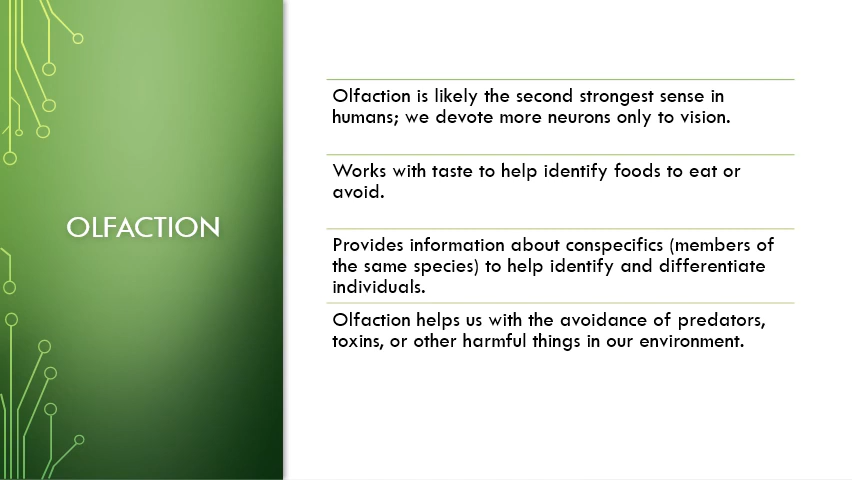 OLFACTION
Olfaction is likely the second strongest sense in
humans; we devote more neurons only to vision.
Works with taste to help identify foods to eat or
avoid.
Provides information about conspecifics (members of
the same species) to help identify and differentiate
individuals.
Olfaction helps us with the avoidance of predators,
toxins, or other harmful things in our environment.